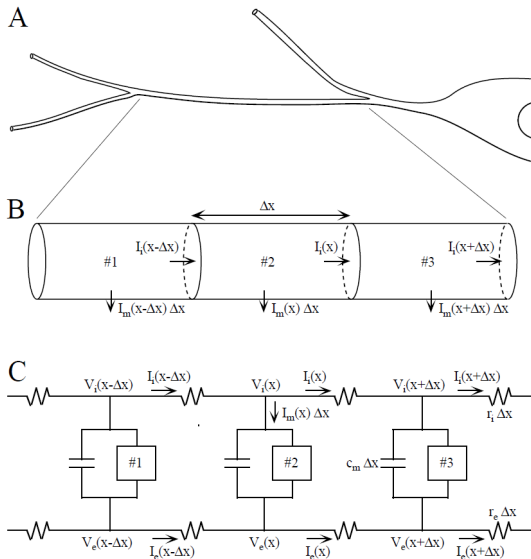 A
B
Δx
I_i(x-Δx) I_i(x) I_i(x+Δx)
#1 #2 #3
I_m(x-Δx) Δx I_m(x) Δx I_m(x+Δx) Δx
C
V_i(x-Δx) I_i(x-Δx) V_i(x) I_i(x) V_i(x+Δx) I_i(x+Δx)
I_m(x) Δx r_i Δx
#1 #2 c_m Δx #3
r_e Δx
V_e(x-Δx) I_e(x-Δx) V_e(x) I_e(x) V_e(x+Δx) I_e(x+Δx)